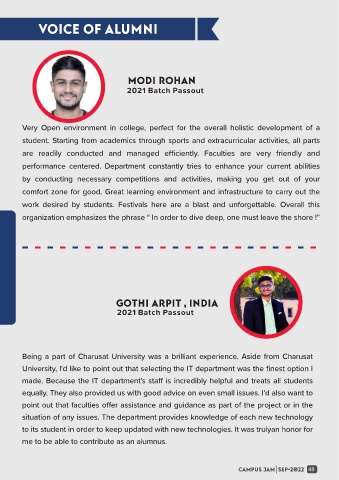 VOICE OF ALUMNI
MODI ROHAN
2021 Batch Passout
Very Open environment in college, perfect for the overall holistic development of a
student. Starting from academics through sports and extracurricular activities, all parts
are readily conducted and managed efficiently. Faculties are very friendly and
performance centered. Department constantly tries to enhance your current abilities
by conducting necessary competitions and activities, making you get out of your
comfort zone for good. Great learning environment and infrastructure to carry out the
work desired by students. Festivals here are a blast and unforgettable. Overall this
organization emphasizes the phrase " In order to dive deep, one must leave the shore !"
GOTHI ARPIT , INDIA
2021 Batch Passout
Being a part of Charusat University was a brilliant experience. Aside from Charusat
University, I'd like to point out that selecting the IT department was the finest option I
made. Because the IT department's staff is incredibly helpful and treats all students
equally. They also provided us with good advice on even small issues. I'd also want to
point out that faculties offer assistance and guidance as part of the project or in the
situation of any issues. The department provides knowledge of each new technology
to its student in order to keep updated with new technologies. It was trulyan honor for
me to be able to contribute as an alumnus.
CAMPUS JAM | SEP-2022 48